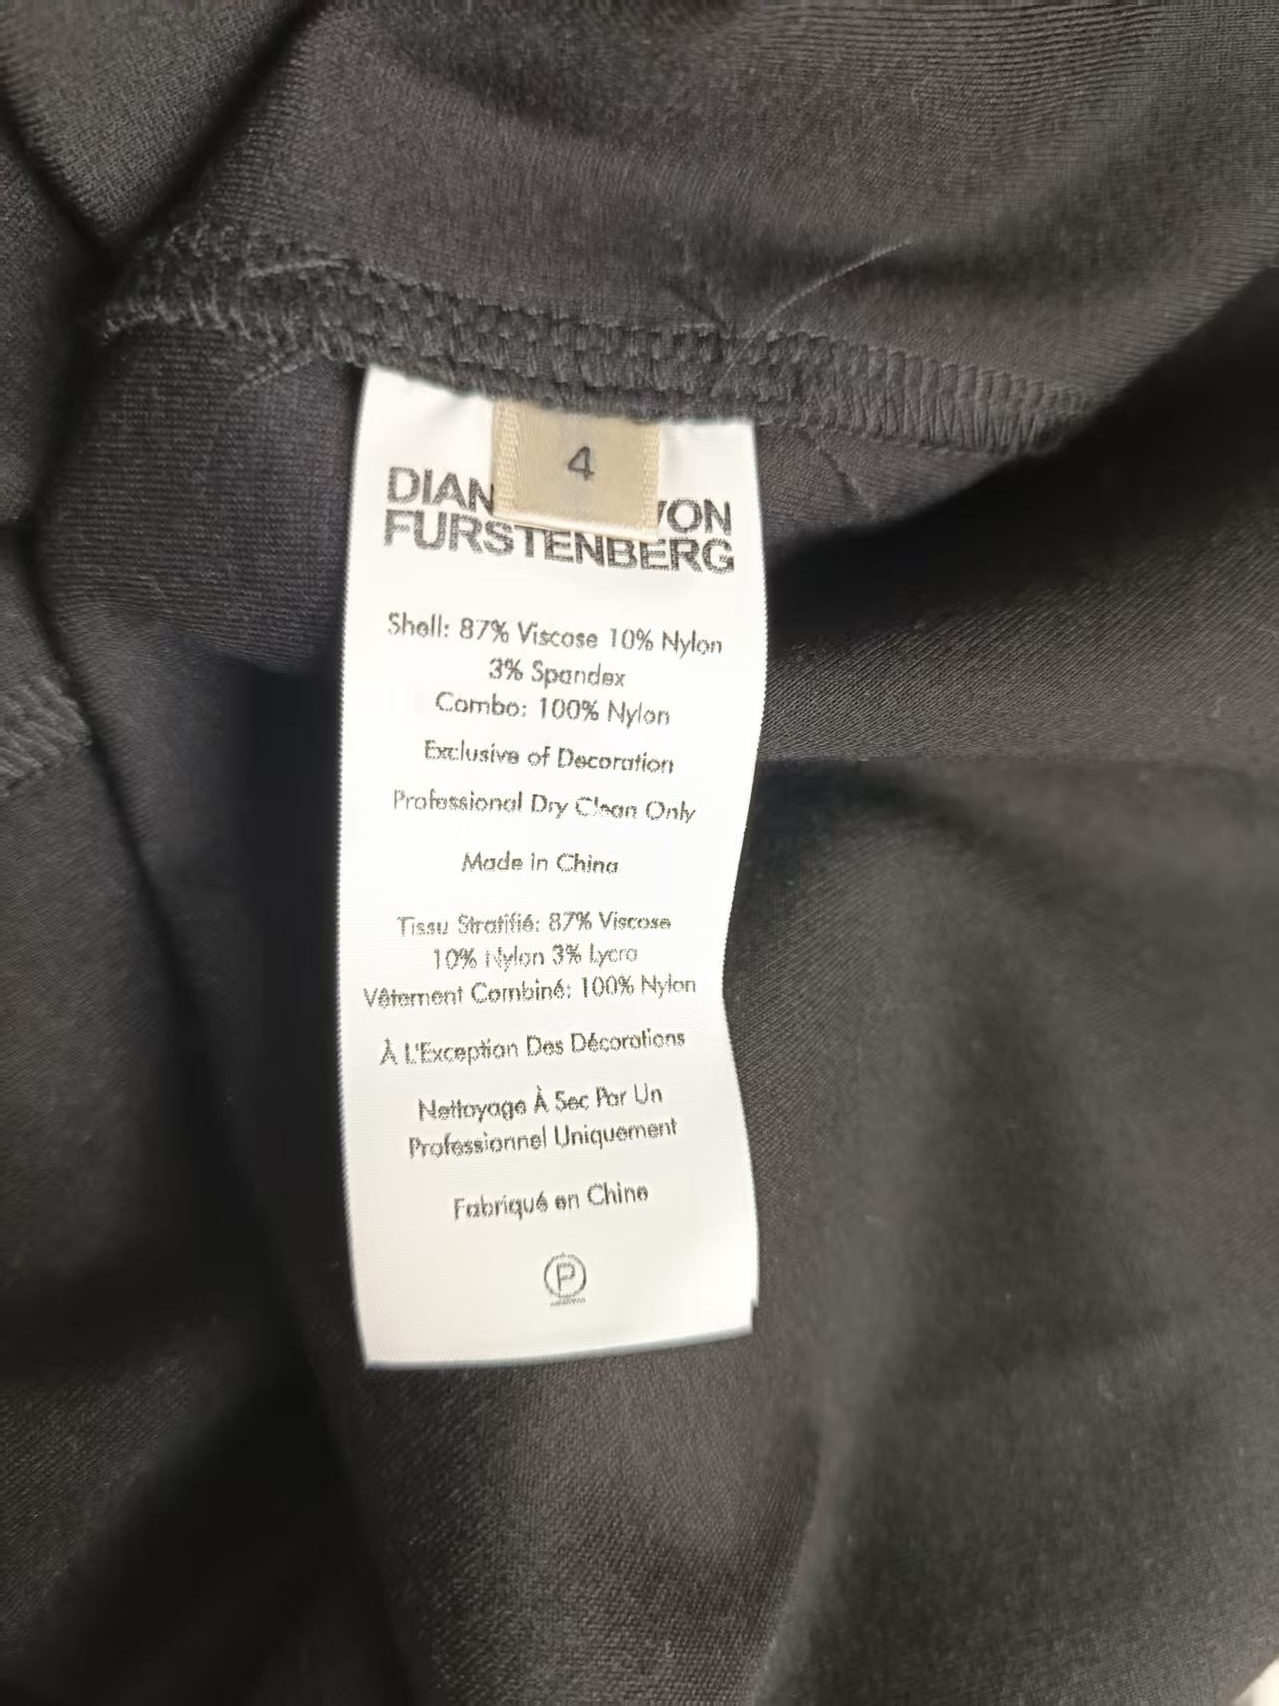 4
DIAN VON
FURSTENBERG
Shell: 87% Viscose 10% Nylon
3% Spandex
Combo: 100% Nylon
Exclusive of Decoration
Professional Dry Clean Only
Made in China
Tissu Stratifié: 87% Viscose
10% Nylon 3% Lycra
Vêtement Combiné: 100% Nylon
À L'Exception Des Décorations
Nettoyage À Sec Par Un
Professionnel Uniquement
Fabriqué en Chine
P